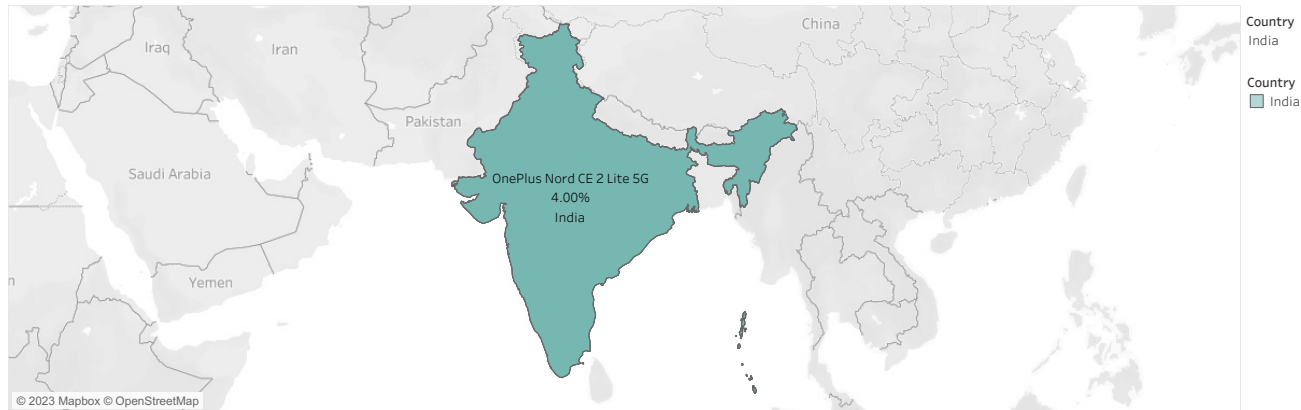 Iraq
Iran
China
Pakistan
Saudi Arabia
Yemen
n
OnePlus Nord CE 2 Lite 5G
4.00%
India
© 2023 Mapbox © OpenStreetMap
Country
India
Country
India